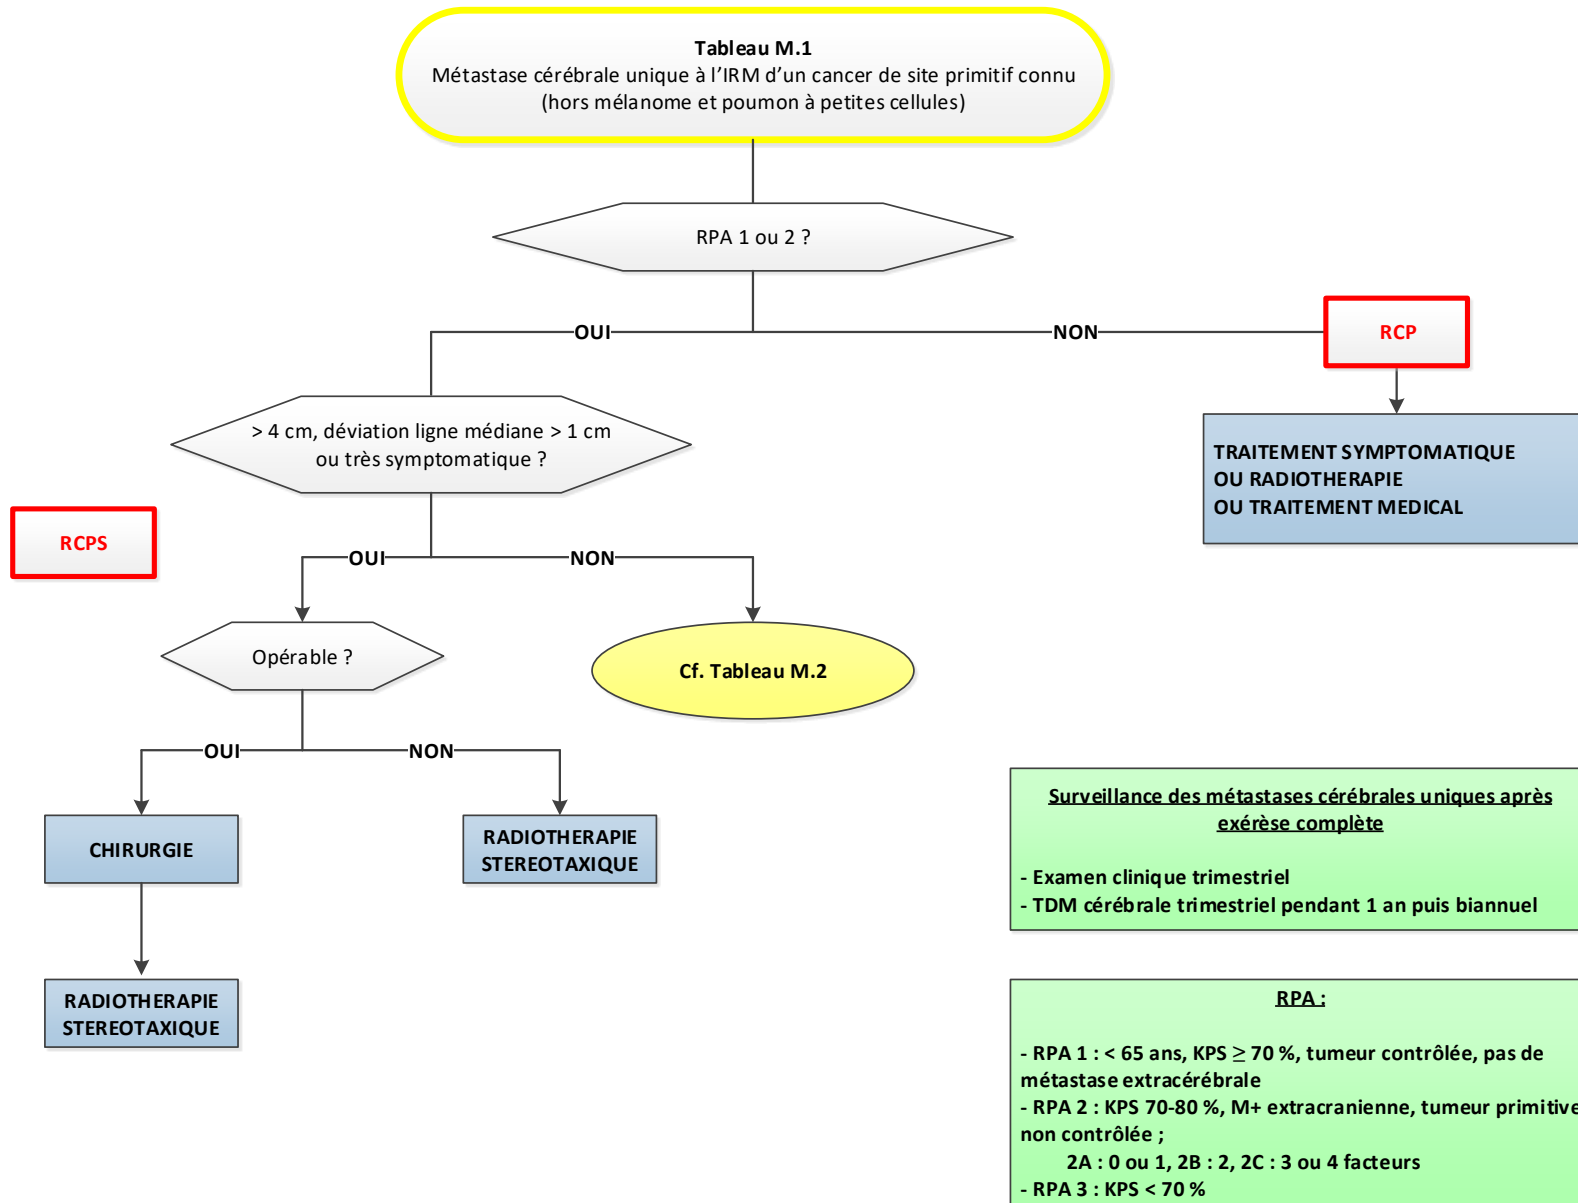 Tableau M.1
Métastase cérébrale unique à l'IRM d'un cancer de site primitif connu
(hors mélanome et poumon à petites cellules)
RPA 1 ou 2 ?
OUI
NON
RCP
> 4 cm, déviation ligne médiane > 1 cm
ou très symptomatique ?
TRAITEMENT SYMPTOMATIQUE
OU RADIOTHERAPIE
OU TRAITEMENT MEDICAL
RCPS
OUI
NON
Opérable ?
Cf. Tableau M.2
OUI
NON
CHIRURGIE
RADIOTHERAPIE
STEREOTAXIQUE
RADIOTHERAPIE
STEREOTAXIQUE
Surveillance des métastases cérébrales uniques après
exérèse complète
- Examen clinique trimestriel
- TDM cérébrale trimestriel pendant 1 an puis biannuel
RPA :
- RPA 1 : < 65 ans, KPS ≥ 70 %, tumeur contrôlée, pas de
métastase extracérébrale
- RPA 2 : KPS 70-80 %, M+ extracranienne, tumeur primitive
non contrôlée ;
2A : 0 ou 1, 2B : 2, 2C : 3 ou 4 facteurs
- RPA 3 : KPS < 70 %